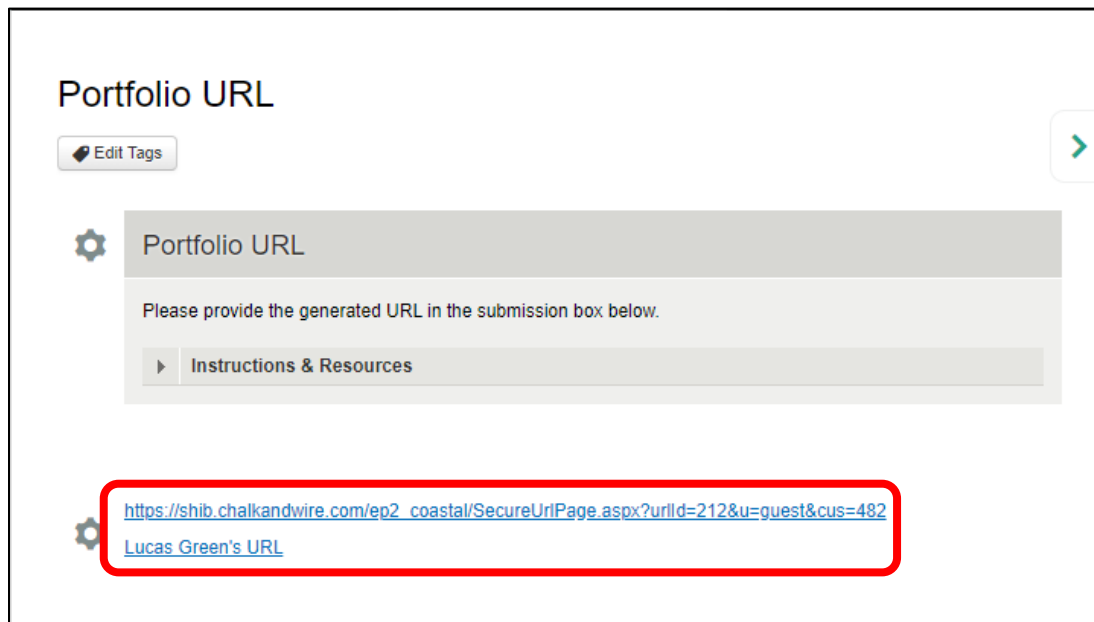 Portfolio URL
Edit Tags
Portfolio URL
Please provide the generated URL in the submission box below.
Instructions & Resources
https://shib.chalkandwire.com/ep2_coastal/SecureUrlPage.aspx?urlId=212&u=guest&cus=482
Lucas Green's URL